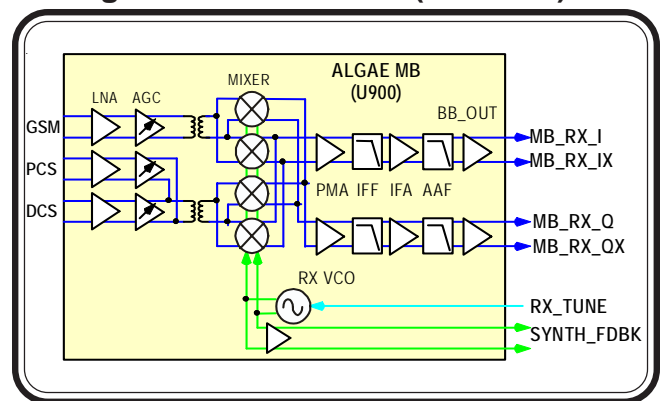 MIXER
ALGAE MB
(U900)
LNA AGC
BB_OUT
GSM
MB_RX_I
MB_RX_IX
PCS
PMA IFF IFA AAF
DCS
MB_RX_Q
MB_RX_QX
RX VCO
RX_TUNE
SYNTH_FDBK